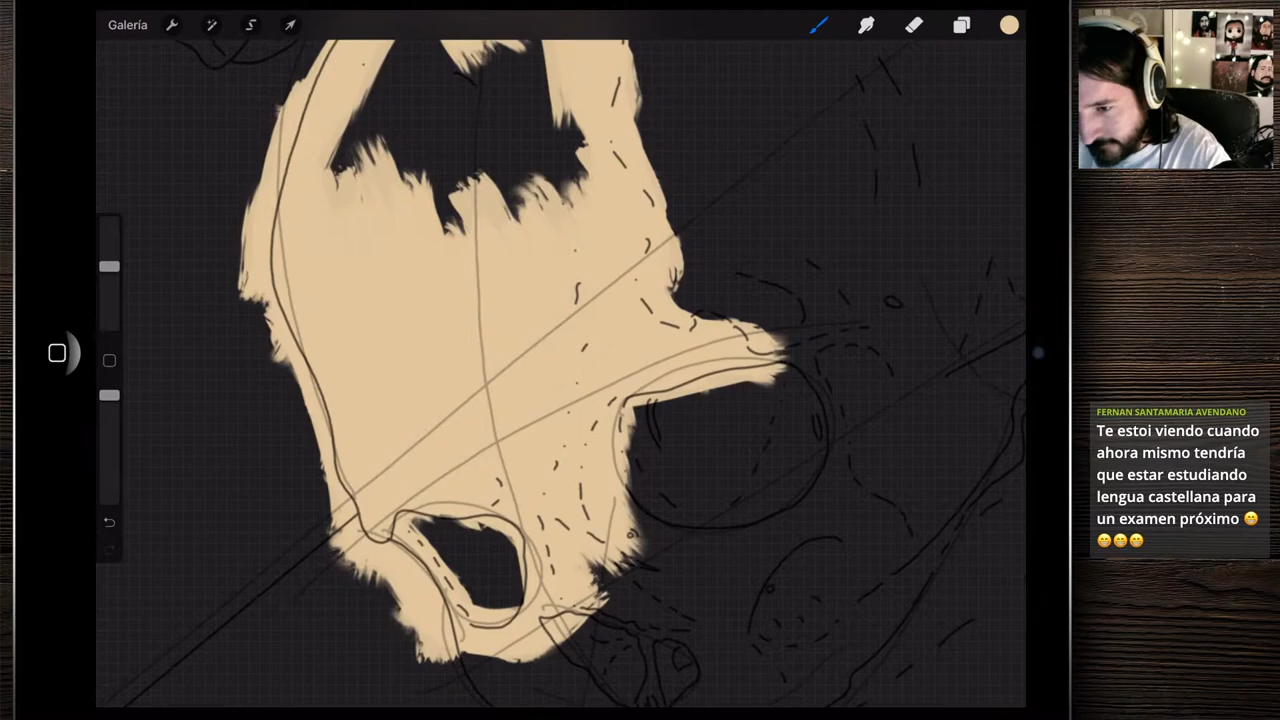 Galería
FERNAN SANTAMARIA AVENDANO
Te estoi viendo cuando
ahora mismo tendría
que estar estudiando
lengua castellana para
un examen próximo 😁
😁😁😁